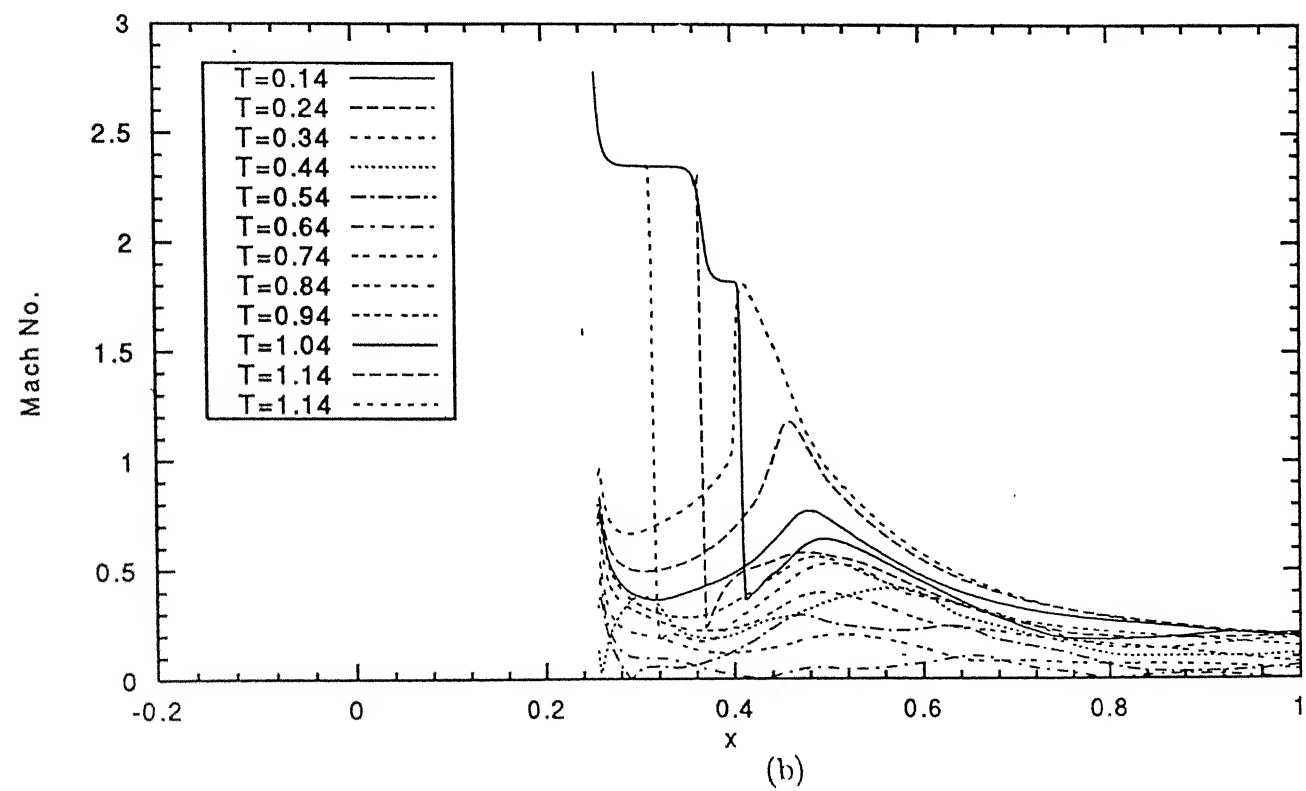 3
2.5
2
1.5
1
0.5
0
Mach No.
T=0.14
T=0.24
T=0.34
T=0.44
T=0.54
T=0.64
T=0.74
T=0.84
T=0.94
T=1.04
T=1.14
T=1.14
-0.2 0 0.2 0.4 0.6 0.8 1
x
(b)